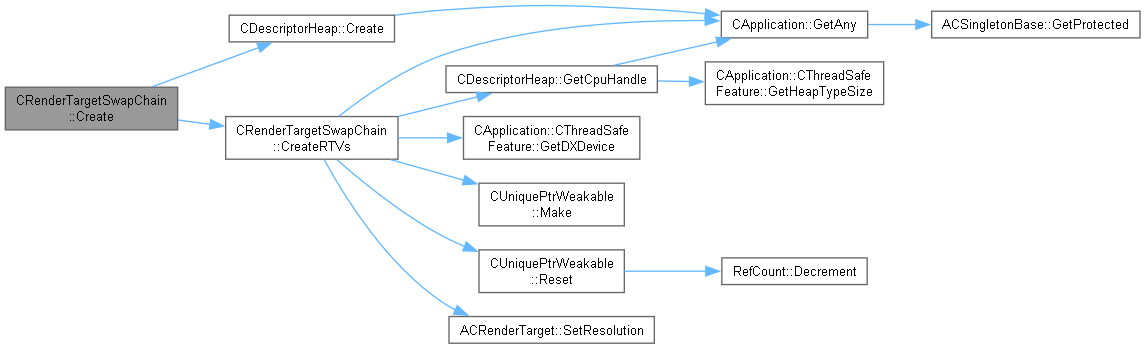 CRenderTargetSwapChain
::Create
CDescriptorHeap::Create
CRenderTargetSwapChain
::CreateRTVs
CApplication::GetAny
ACSingletonBase::GetProtected
CDescriptorHeap::GetCpuHandle
CApplication::CThreadSafe
Feature::GetHeapTypeSize
CApplication::CThreadSafe
Feature::GetDXDevice
CUniquePtrWeakable
::Make
CUniquePtrWeakable
::Reset
RefCount::Decrement
ACRenderTarget::SetResolution